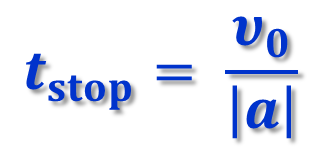 t_stop = v_0 / |a|